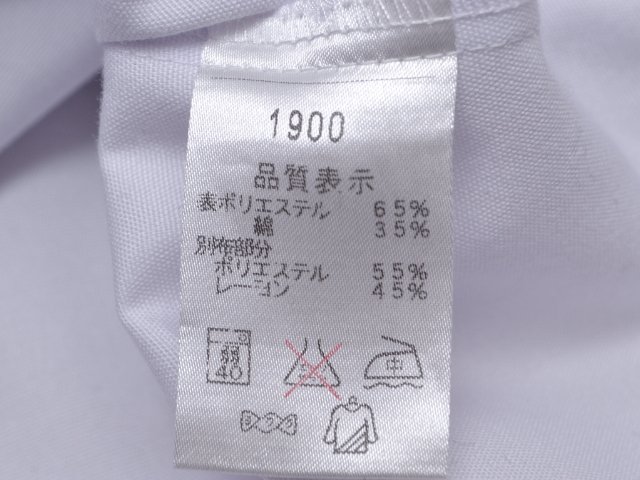 1900
品質表示
表ポリエステル 65%
綿 35%
別布部分
ポリエステル 55%
レーヨン 45%
弱
40
中